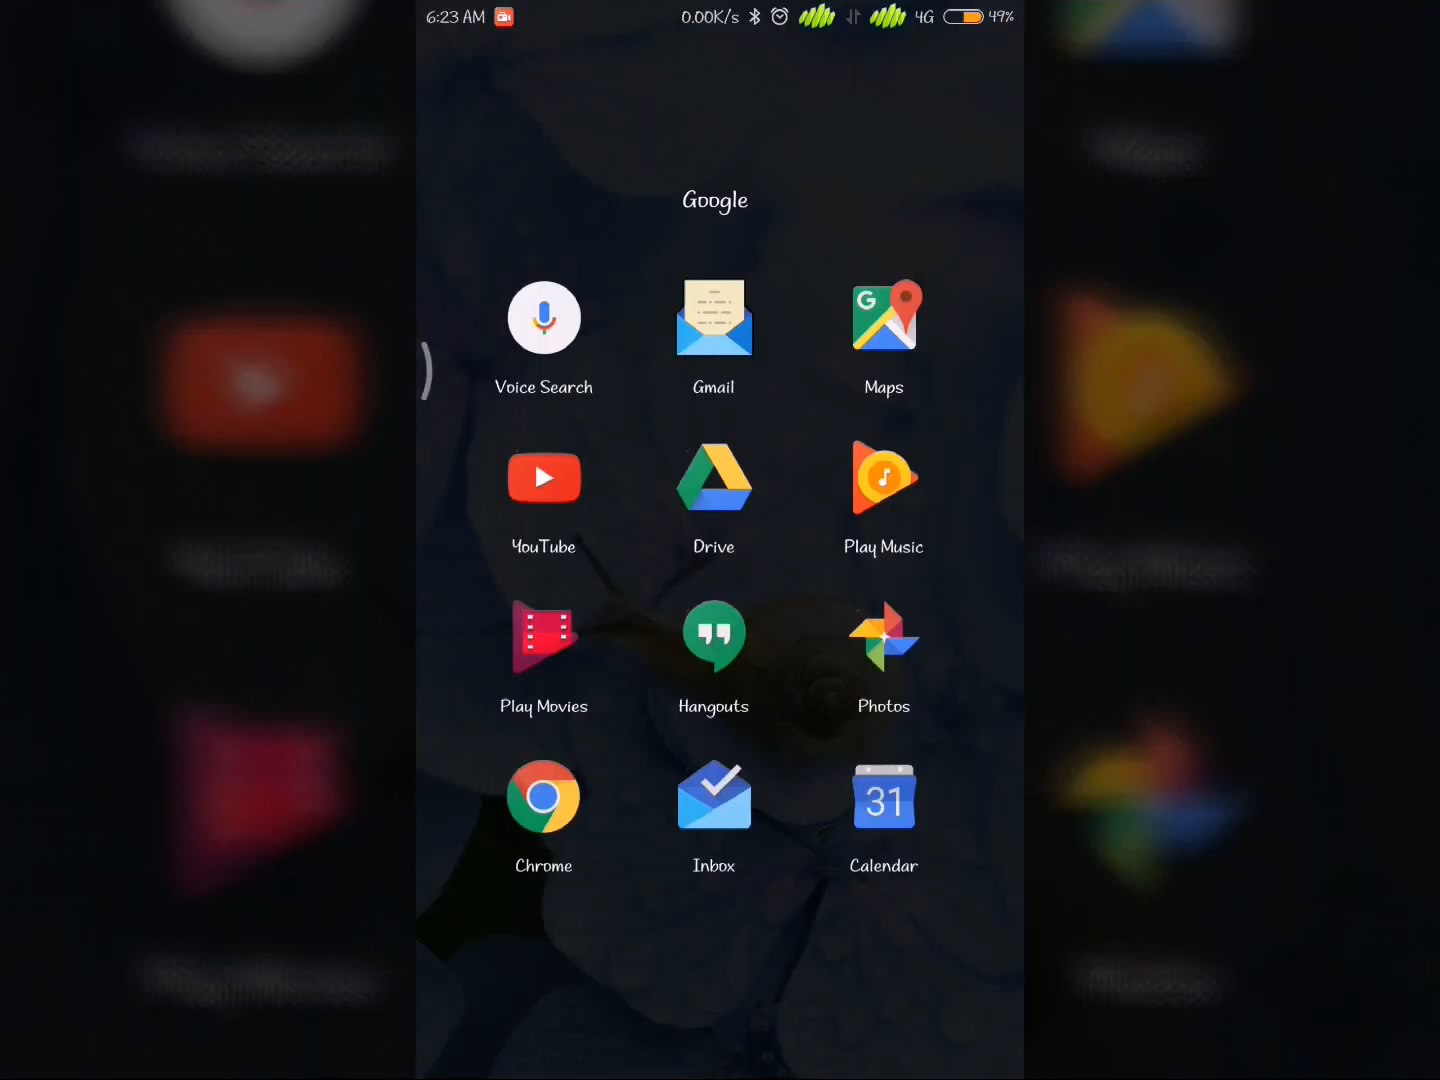 6:23 AM 0.00K/s 4G 49%
Google
Voice Search Gmail Maps
YouTube Drive Play Music
Play Movies Hangouts Photos
Chrome Inbox Calendar
G
31